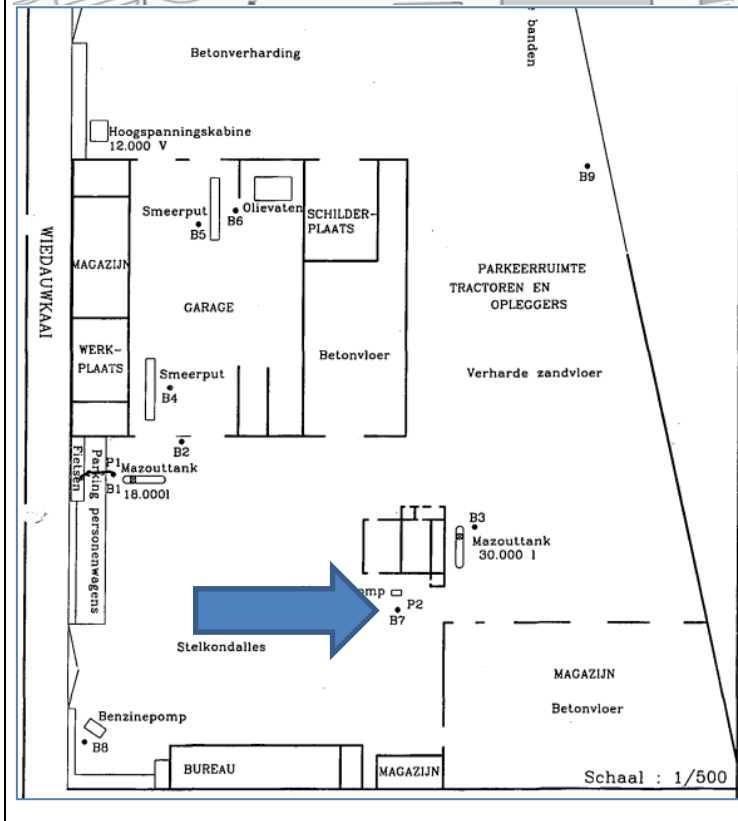 banden
Betonverharding
Hoogspanningskabine
12.000 V
B9
Smeerput
B5
B6
Olievaten
SCHILDER-
PLAATS
WIEDAUWKAAI
MAGAZIJN
PARKEERRUIMTE
TRACTOREN EN
OPLEGGERS
GARAGE
WERK-
PLAATS
Betonvloer
Verharde zandvloer
Smeerput
B4
B2
Fietsen
Parking personenwagens
P1
B1
Mazouttank
18.000l
B3
Mazouttank
30.000 l
omp
P2
B7
Stelkondalles
MAGAZIJN
Betonvloer
Benzinepomp
B8
BUREAU
MAGAZIJN
Schaal : 1/500